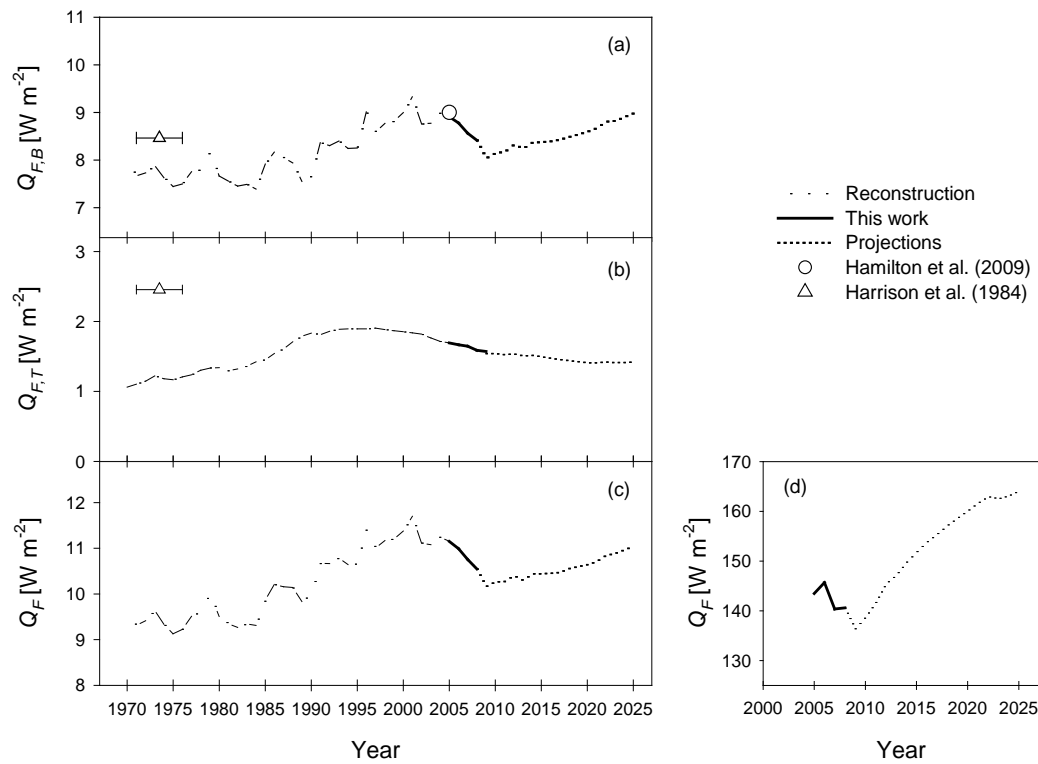 11
10
9
8
7
Q_{F,B} [W m^{-2}]
(a)
3
2
1
0
Q_{F,T} [W m^{-2}]
(b)
12
11
10
9
8
Q_F [W m^{-2}]
(c)
1970 1975 1980 1985 1990 1995 2000 2005 2010 2015 2020 2025
Year
Reconstruction
This work
Projections
Hamilton et al. (2009)
Harrison et al. (1984)
170
160
150
140
130
Q_F [W m^{-2}]
(d)
2000 2005 2010 2015 2020 2025
Year